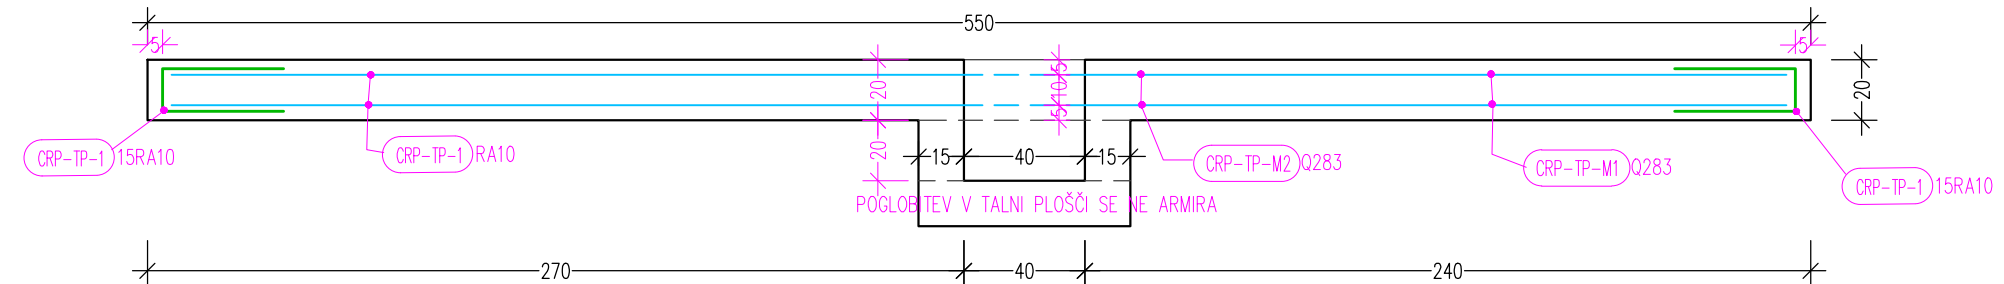 550
5
5
5
20
10
20
5
CRP-TP-1 15RA10
CRP-TP-1 RA10
20
15
40
15
CRP-TP-M2 Q283
CRP-TP-M1 Q283
CRP-TP-1 15RA10
POGLOBITEV V TALNI PLOŠČI SE NE ARMIRA
270
40
240